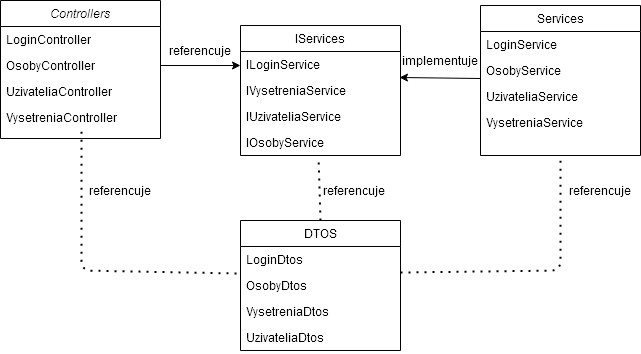 Controllers
LoginController
OsobyController
UzivateliaController
VysetreniaController
referencuje
IServices
ILoginService
IVysetreniaService
IUzivateliaService
IOsobyService
implementuje
Services
LoginService
OsobyService
UzivateliaService
VysetreniaService
referencuje
referencuje
referencuje
DTOS
LoginDtos
OsobyDtos
VysetreniaDtos
UzivateliaDtos